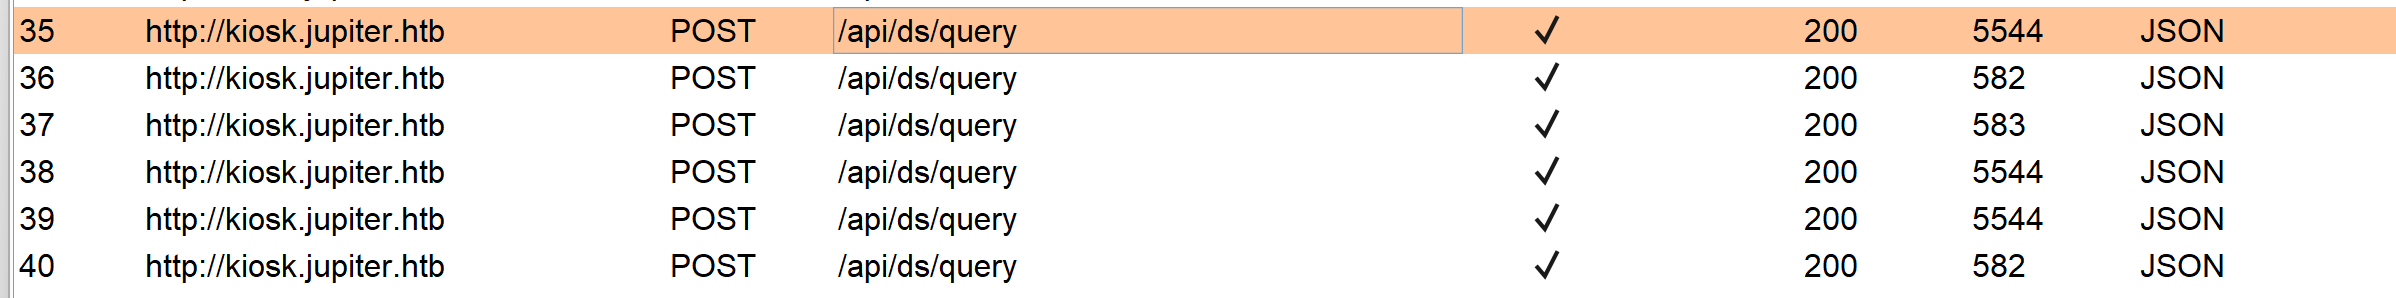 35 http://kiosk.jupiter.htb POST /api/ds/query ✓ 200 5544 JSON
36 http://kiosk.jupiter.htb POST /api/ds/query ✓ 200 582 JSON
37 http://kiosk.jupiter.htb POST /api/ds/query ✓ 200 583 JSON
38 http://kiosk.jupiter.htb POST /api/ds/query ✓ 200 5544 JSON
39 http://kiosk.jupiter.htb POST /api/ds/query ✓ 200 5544 JSON
40 http://kiosk.jupiter.htb POST /api/ds/query ✓ 200 582 JSON